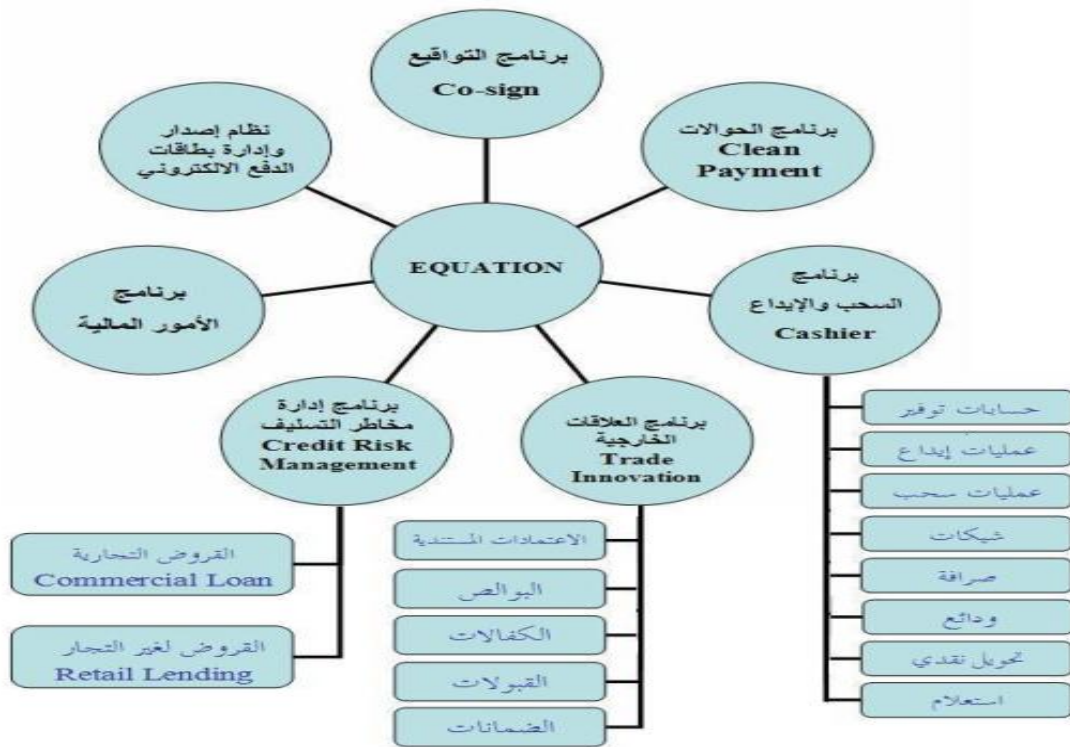 برنامج التواقيع
Co-sign
نظام إصدار
وإدارة بطاقات
الدفع الالكتروني
برنامج الحوالات
Clean
Payment
EQUATION
برنامج
الأمور المالية
برنامج
السحب والإيداع
Cashier
برنامج إدارة
مخاطر التسليف
Credit Risk
Management
برنامج العلاقات
الخارجية
Trade
Innovation
القروض التجارية
Commercial Loan
القروض لغير التجار
Retail Lending
الاعتمادات المستندية
البوالص
الكفالات
القبولات
الضمانات
حسابات توفير
عمليات إيداع
عمليات سحب
شيكات
صرافة
ودائع
تحويل نقدي
استعلام